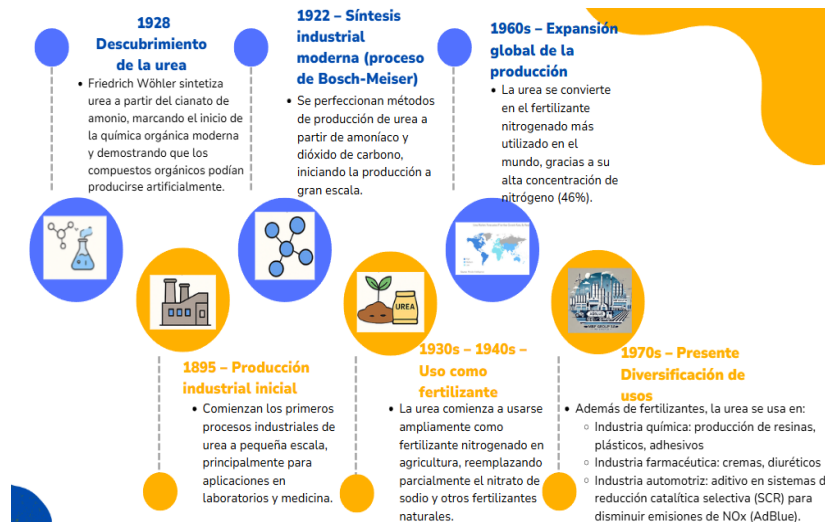 1928
Descubrimiento
de la urea
• Friedrich Wöhler sintetiza
urea a partir del cianato de
amonio, marcando el inicio de
la química orgánica moderna
y demostrando que los
compuestos orgánicos podían
producirse artificialmente.
1895 – Producción
industrial inicial
• Comienzan los primeros
procesos industriales de
urea a pequeña escala,
principalmente para
aplicaciones en
laboratorios y medicina.
1922 – Síntesis
industrial
moderna (proceso
de Bosch-Meiser)
• Se perfeccionan métodos
de producción de urea a
partir de amoníaco y
dióxido de carbono,
iniciando la producción a
gran escala.
UREA
1930s – 1940s –
Uso como
fertilizante
• La urea comienza a usarse
ampliamente como
fertilizante nitrogenado en
agricultura, reemplazando
parcialmente el nitrato de
sodio y otros fertilizantes
naturales.
1960s – Expansión
global de la
producción
• La urea se convierte
en el fertilizante
nitrogenado más
utilizado en el
mundo, gracias a su
alta concentración de
nitrógeno (46%).
1970s – Presente
Diversificación de
usos
• Además de fertilizantes, la urea se usa en:
◦ Industria química: producción de resinas,
plásticos, adhesivos
◦ Industria farmacéutica: cremas, diuréticos
◦ Industria automotriz: aditivo en sistemas d
reducción catalítica selectiva (SCR) para
disminuir emisiones de NOx (AdBlue).